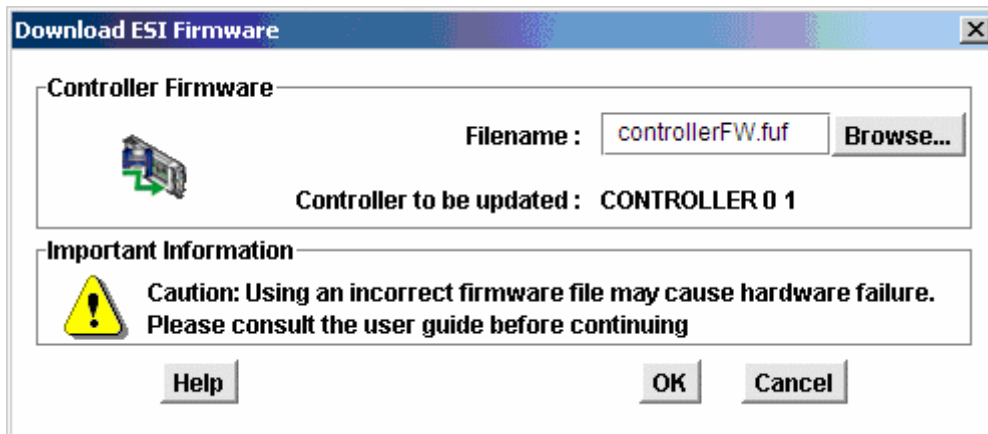 Download ESI Firmware
Controller Firmware
Filename : controllerFW.fuf Browse...
Controller to be updated : CONTROLLER 0 1
Important Information
Caution: Using an incorrect firmware file may cause hardware failure.
Please consult the user guide before continuing
Help OK Cancel